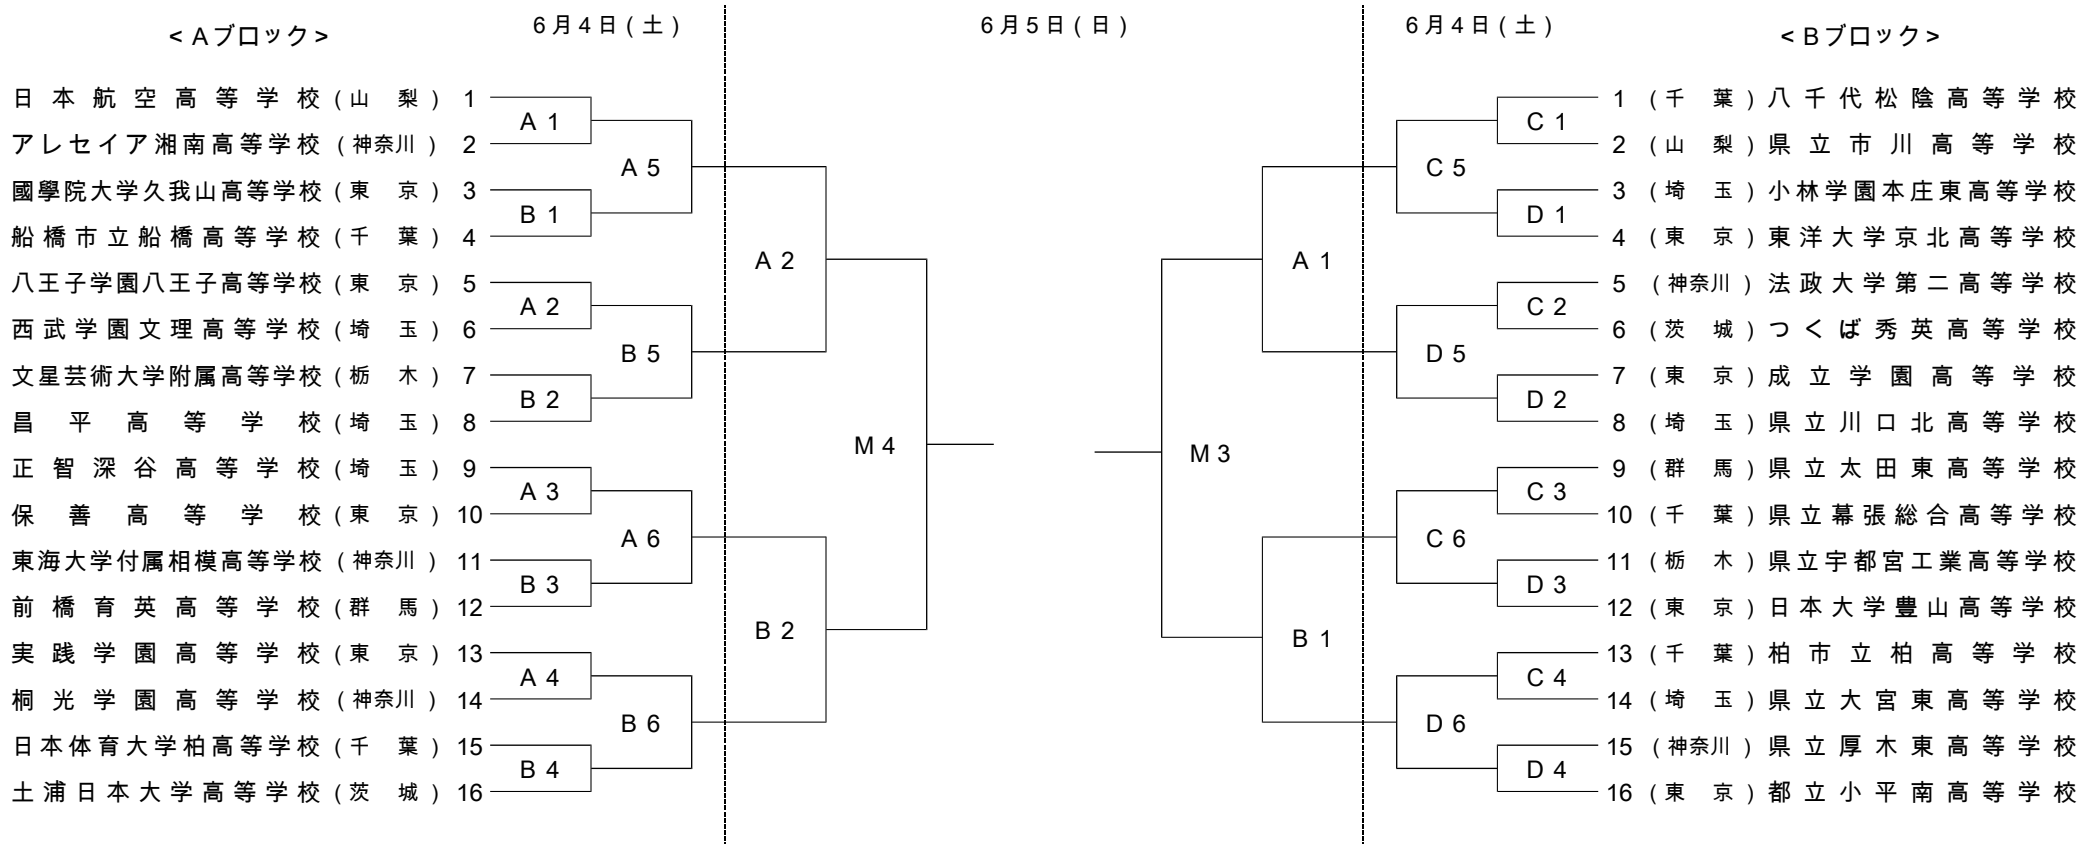 <Aブロック>
6月4日(土)
6月5日(日)
6月4日(土)
<Bブロック>
日本航空高等学校(山梨) 1
アレセイア湘南高等学校(神奈川) 2
國學院大学久我山高等学校(東京) 3
船橋市立船橋高等学校(千葉) 4
八王子学園八王子高等学校(東京) 5
西武学園文理高等学校(埼玉) 6
文星芸術大学附属高等学校(栃木) 7
昌平高等学校(埼玉) 8
正智深谷高等学校(埼玉) 9
保善高等学校(東京) 10
東海大学付属相模高等学校(神奈川) 11
前橋育英高等学校(群馬) 12
実践学園高等学校(東京) 13
桐光学園高等学校(神奈川) 14
日本体育大学柏高等学校(千葉) 15
土浦日本大学高等学校(茨城) 16
A1
B1
A2
B2
A3
B3
A4
B4
A5
B5
A6
B6
A2
B2
M4
M3
A1
B1
C5
D5
C6
D6
C1
D1
C2
D2
C3
D3
C4
D4
1 (千葉)八千代松陰高等学校
2 (山梨)県立市川高等学校
3 (埼玉)小林学園本庄東高等学校
4 (東京)東洋大学京北高等学校
5 (神奈川)法政大学第二高等学校
6 (茨城)つくば秀英高等学校
7 (東京)成立学園高等学校
8 (埼玉)県立川口北高等学校
9 (群馬)県立太田東高等学校
10 (千葉)県立幕張総合高等学校
11 (栃木)県立宇都宮工業高等学校
12 (東京)日本大学豊山高等学校
13 (千葉)柏市立柏高等学校
14 (埼玉)県立大宮東高等学校
15 (神奈川)県立厚木東高等学校
16 (東京)都立小平南高等学校